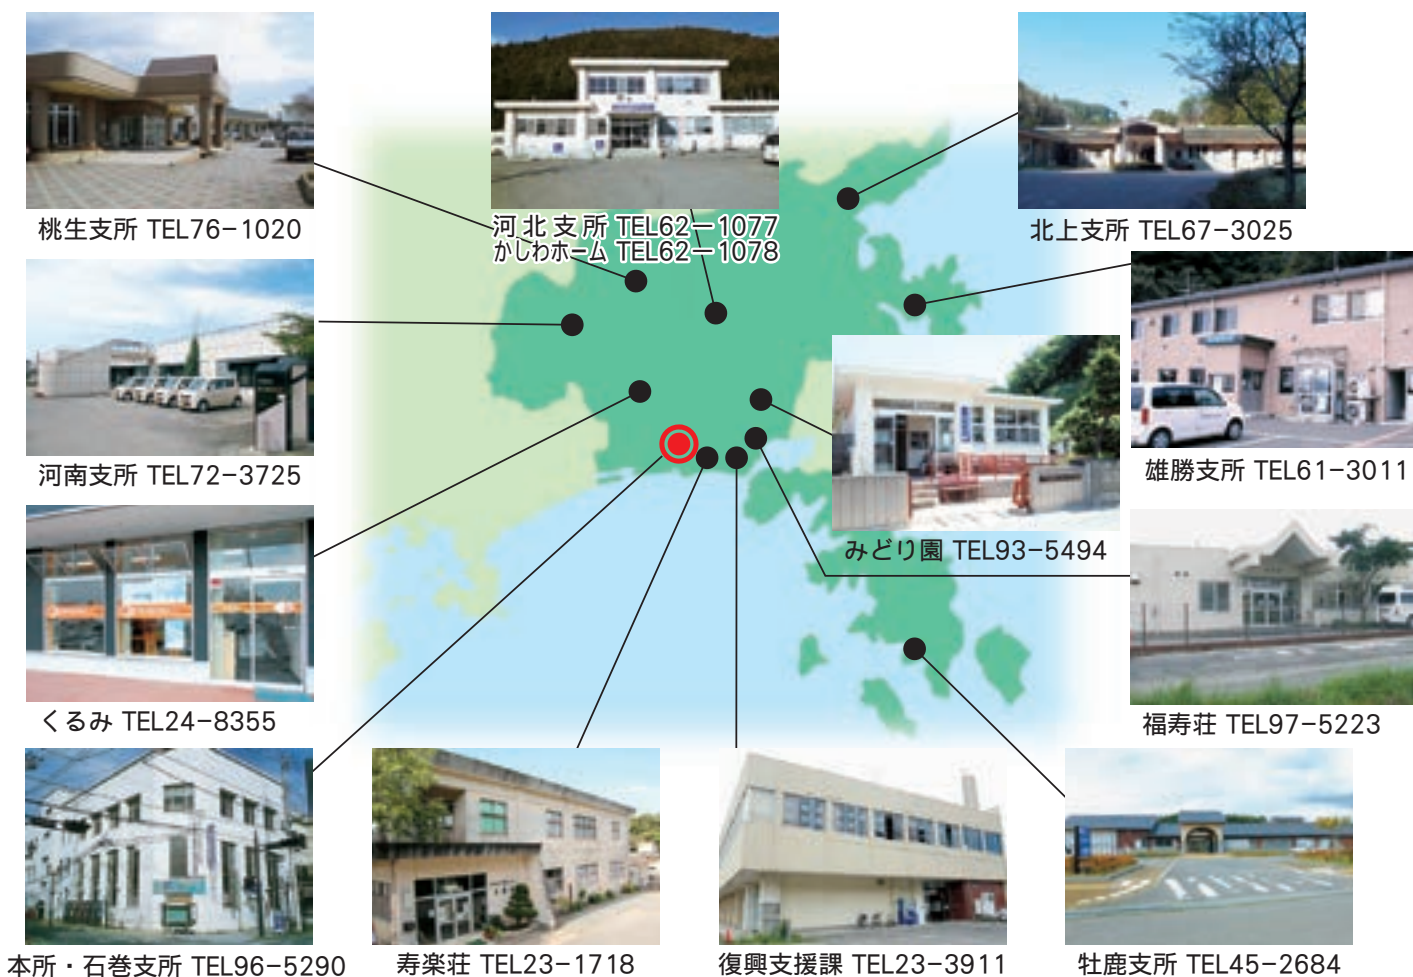 桃生支所 TEL76-1020
河北支所 TEL62-1077
かしわホーム TEL62-1078
北上支所 TEL67-3025
河南支所 TEL72-3725
雄勝支所 TEL61-3011
みどり園 TEL93-5494
くるみ TEL24-8355
福寿荘 TEL97-5223
本所・石巻支所 TEL96-5290
寿楽荘 TEL23-1718
復興支援課 TEL23-3911
牡鹿支所 TEL45-2684